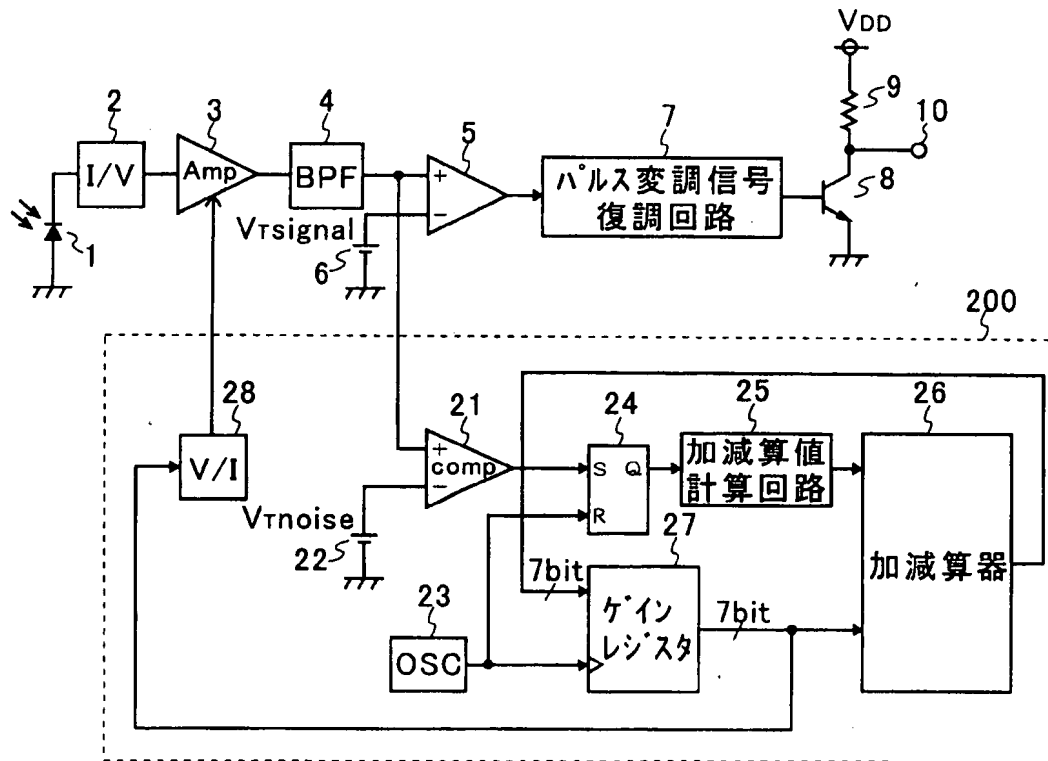 VDD
2
3
4
5
7
9
10
I/V
Amp
BPF
+
−
パルス変調信号
復調回路
8
1
VTsignal
6
200
28
21
24
25
26
V/I
+
comp
−
S Q
R
加減算値
計算回路
VTnoise
22
27
加減算器
7bit
ゲイン
レジスタ
7bit
23
OSC